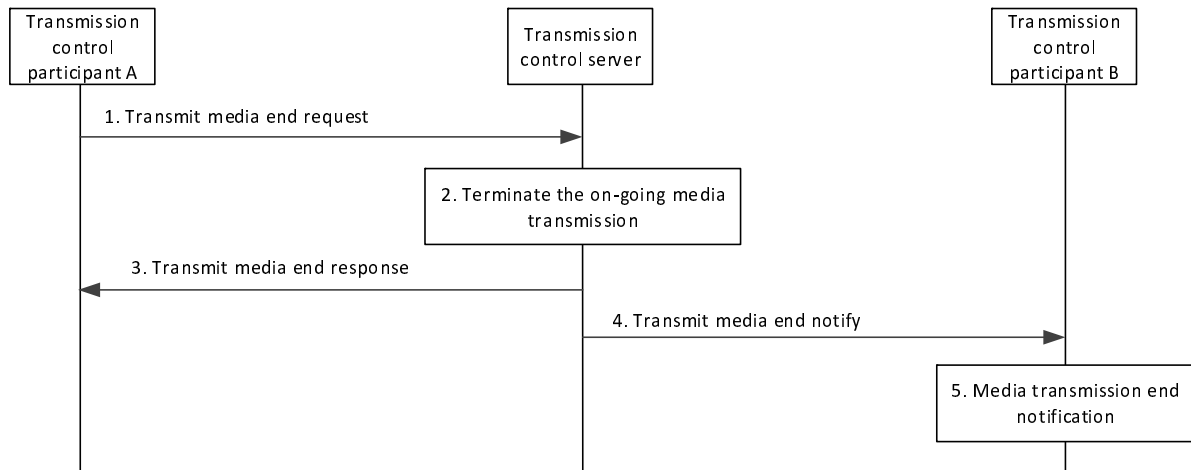 Transmission
control
participant A
Transmission
control server
Transmission
control
participant B
1. Transmit media end request
2. Terminate the on-going media
transmission
3. Transmit media end response
4. Transmit media end notify
5. Media transmission end
notification